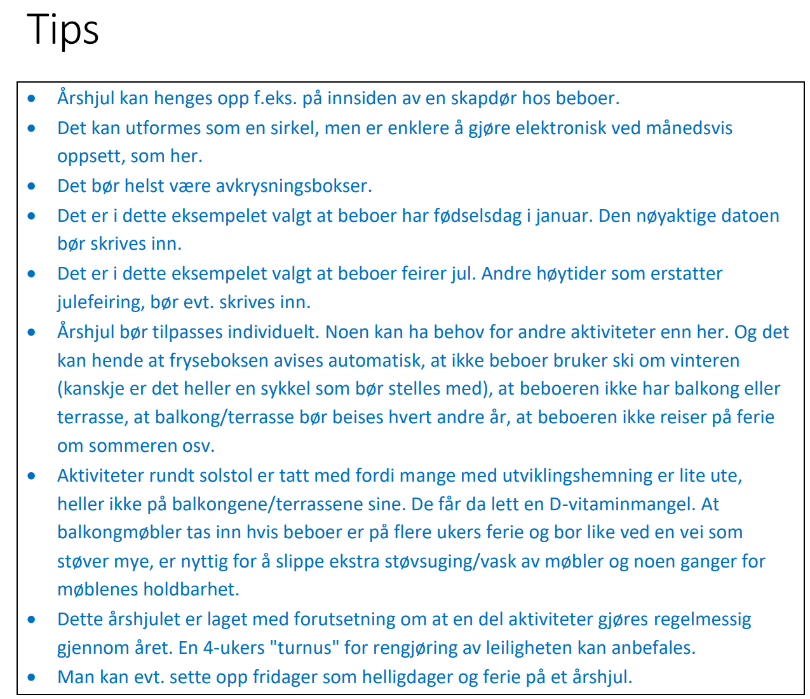 Tips
• Årshjul kan henges opp f.eks. på innsiden av en skapdør hos beboer.
• Det kan utformes som en sirkel, men er enklere å gjøre elektronisk ved månedsvis
oppsett, som her.
• Det bør helst være avkrysningsbokser.
• Det er i dette eksempelet valgt at beboer har fødselsdag i januar. Den nøyaktige datoen
bør skrives inn.
• Det er i dette eksempelet valgt at beboer feirer jul. Andre høytider som erstatter
julefeiring, bør evt. skrives inn.
• Årshjul bør tilpasses individuelt. Noen kan ha behov for andre aktiviteter enn her. Og det
kan hende at fryseboksen avises automatisk, at ikke beboer bruker ski om vinteren
(kanskje er det heller en sykkel som bør stelles med), at beboeren ikke har balkong eller
terrasse, at balkong/terrasse bør beises hvert andre år, at beboeren ikke reiser på ferie
om sommeren osv.
• Aktiviteter rundt solstol er tatt med fordi mange med utviklingshemning er lite ute,
heller ikke på balkongene/terrassene sine. De får da lett en D-vitaminmangel. At
balkongmøbler tas inn hvis beboer er på flere ukers ferie og bor like ved en vei som
støver mye, er nyttig for å slippe ekstra støvsuging/vask av møbler og noen ganger for
møblenes holdbarhet.
• Dette årshjulet er laget med forutsetning om at en del aktiviteter gjøres regelmessig
gjennom året. En 4-ukers "turnus" for rengjøring av leiligheten kan anbefales.
• Man kan evt. sette opp fridager som helligdager og ferie på et årshjul.